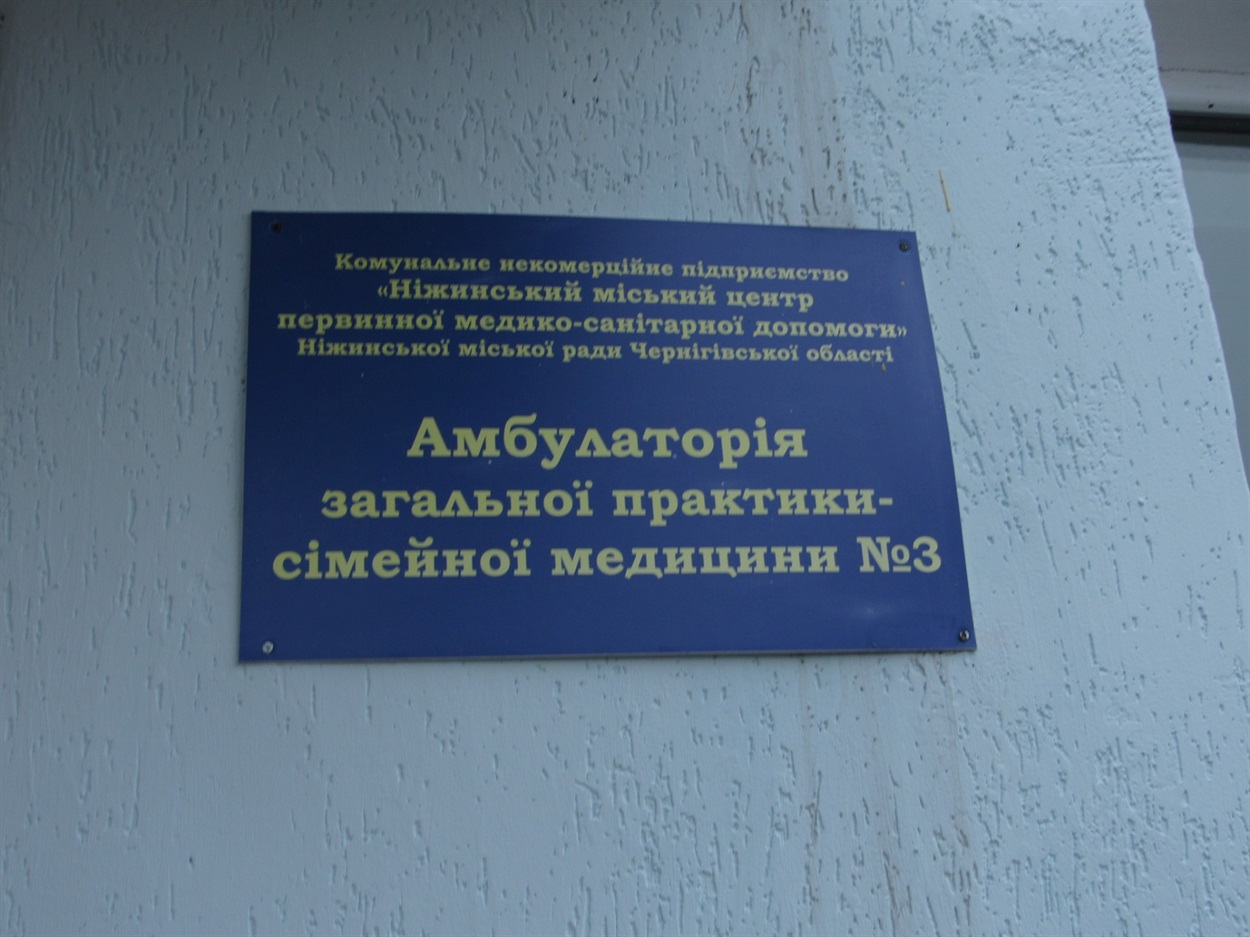 Комунальне некомерційне підприємство
«Ніжинський міський центр
первинної медико-санітарної допомоги»
Ніжинської міської ради Чернігівської області
Амбулаторія
загальної практики-
сімейної медицини №3